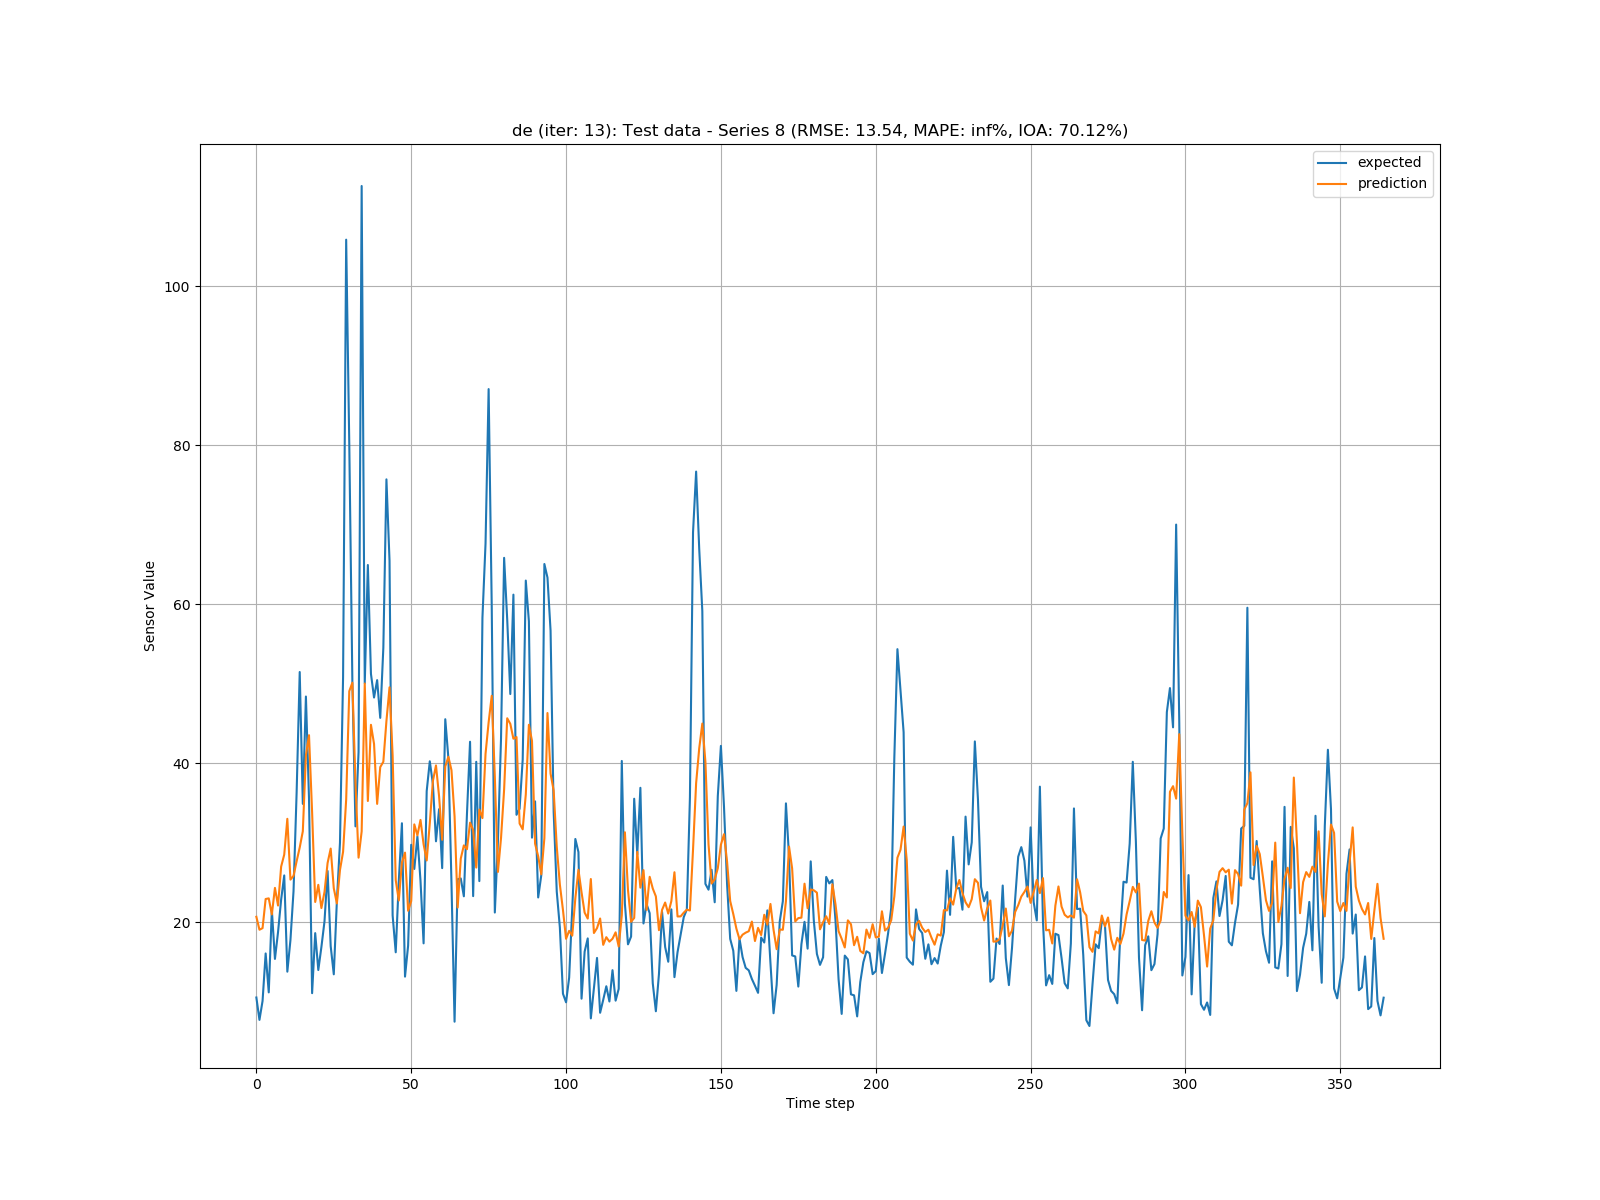 de (iter: 13): Test data - Series 8 (RMSE: 13.54, MAPE: inf%, IOA: 70.12%)
expected
prediction
100
80
60
40
20
Sensor Value
0 50 100 150 200 250 300 350
Time step